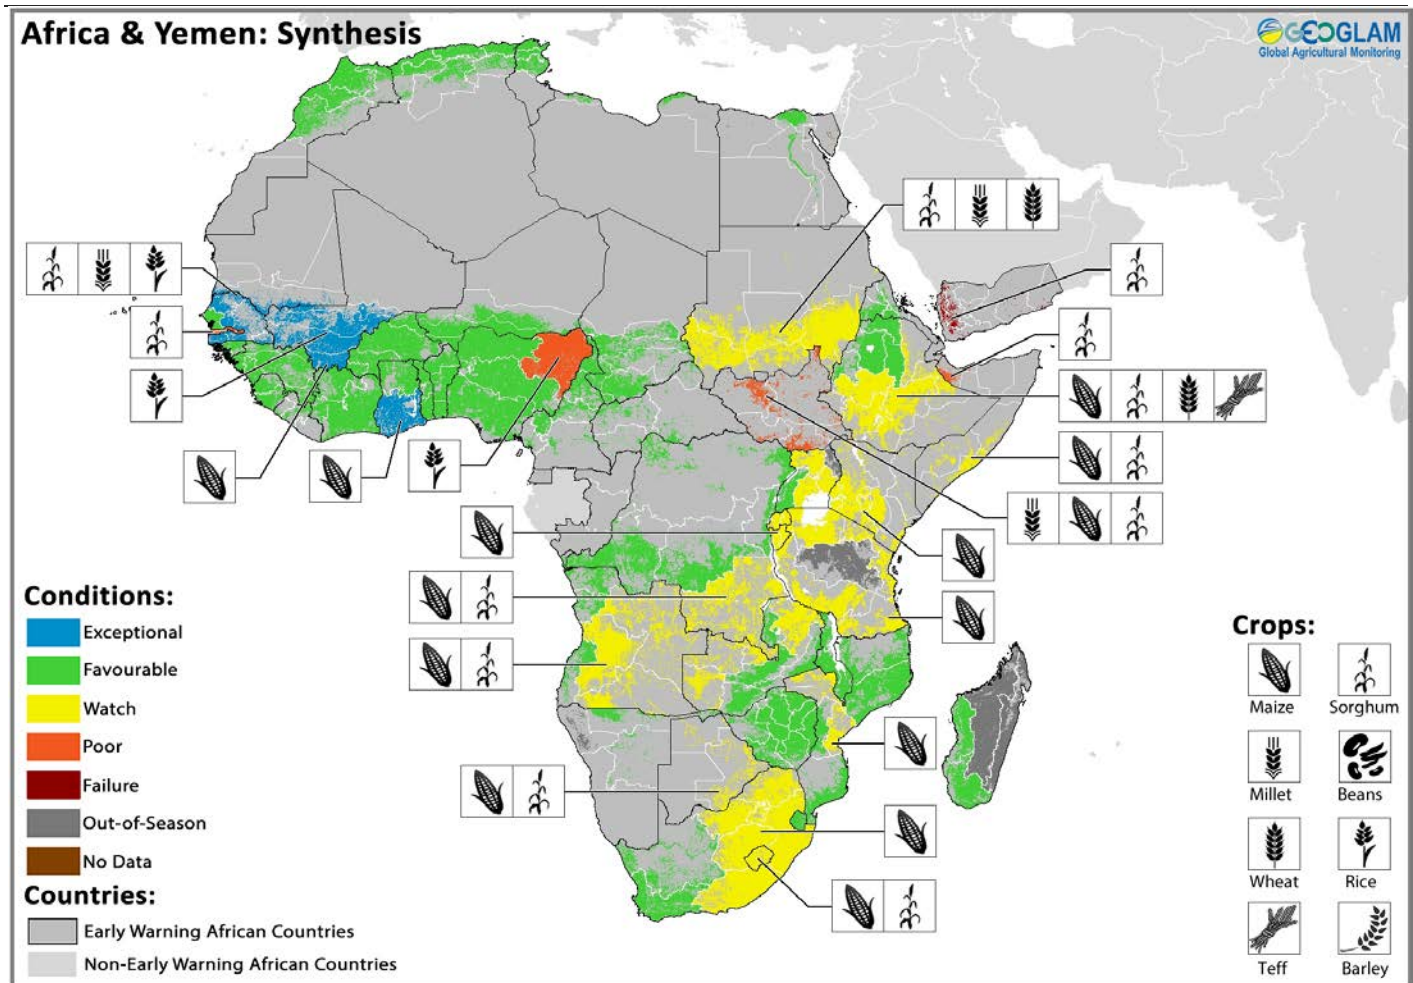 Africa & Yemen: Synthesis
GEOGLAM
Global Agricultural Monitoring
Conditions:
Exceptional
Favourable
Watch
Poor
Failure
Out-of-Season
No Data
Countries:
Early Warning African Countries
Non-Early Warning African Countries
Crops:
Maize
Sorghum
Millet
Beans
Wheat
Rice
Teff
Barley